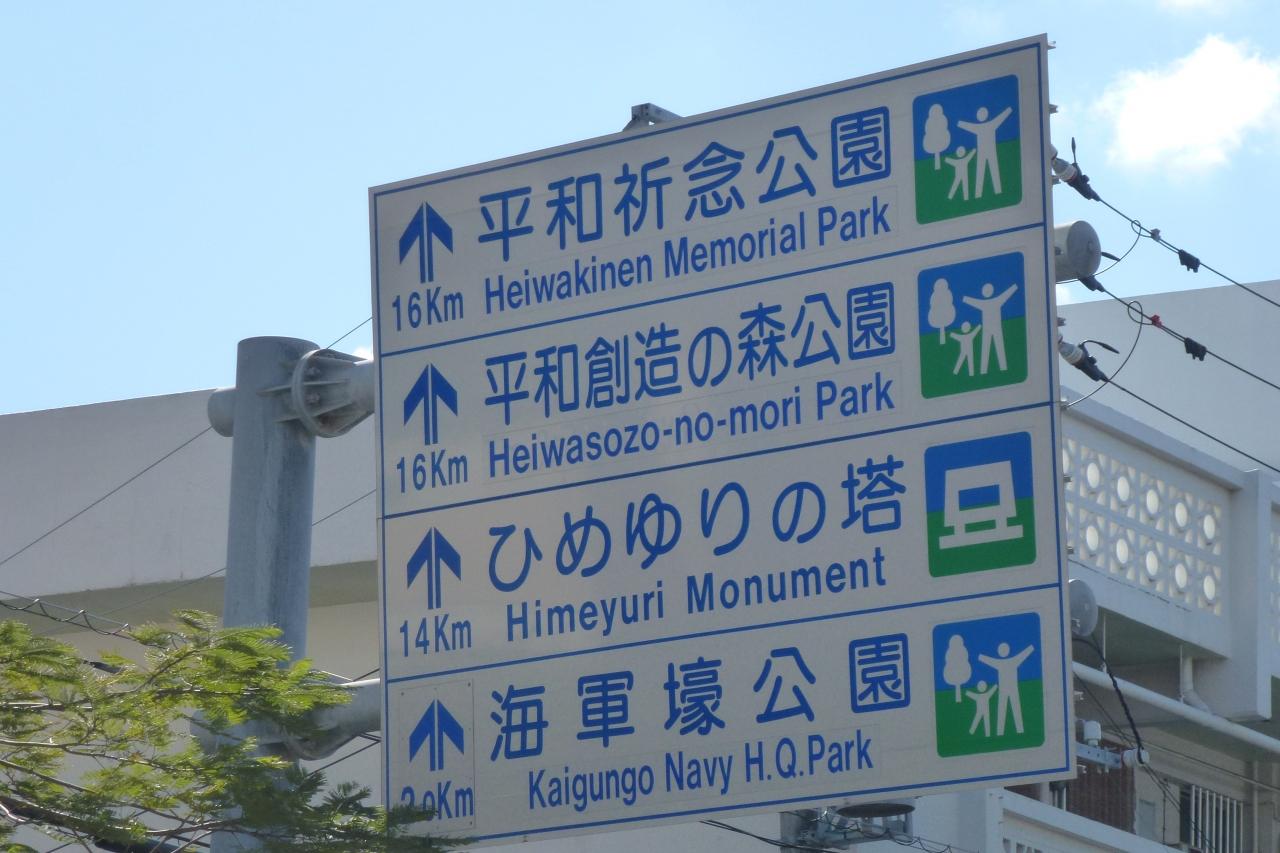 平和祈念公園
Heiwakinen Memorial Park
16Km
平和創造の森公園
Heiwasozo-no-mori Park
16Km
ひめゆりの塔
Himeyuri Monument
14Km
海軍壕公園
Kaigungo Navy H.Q.Park